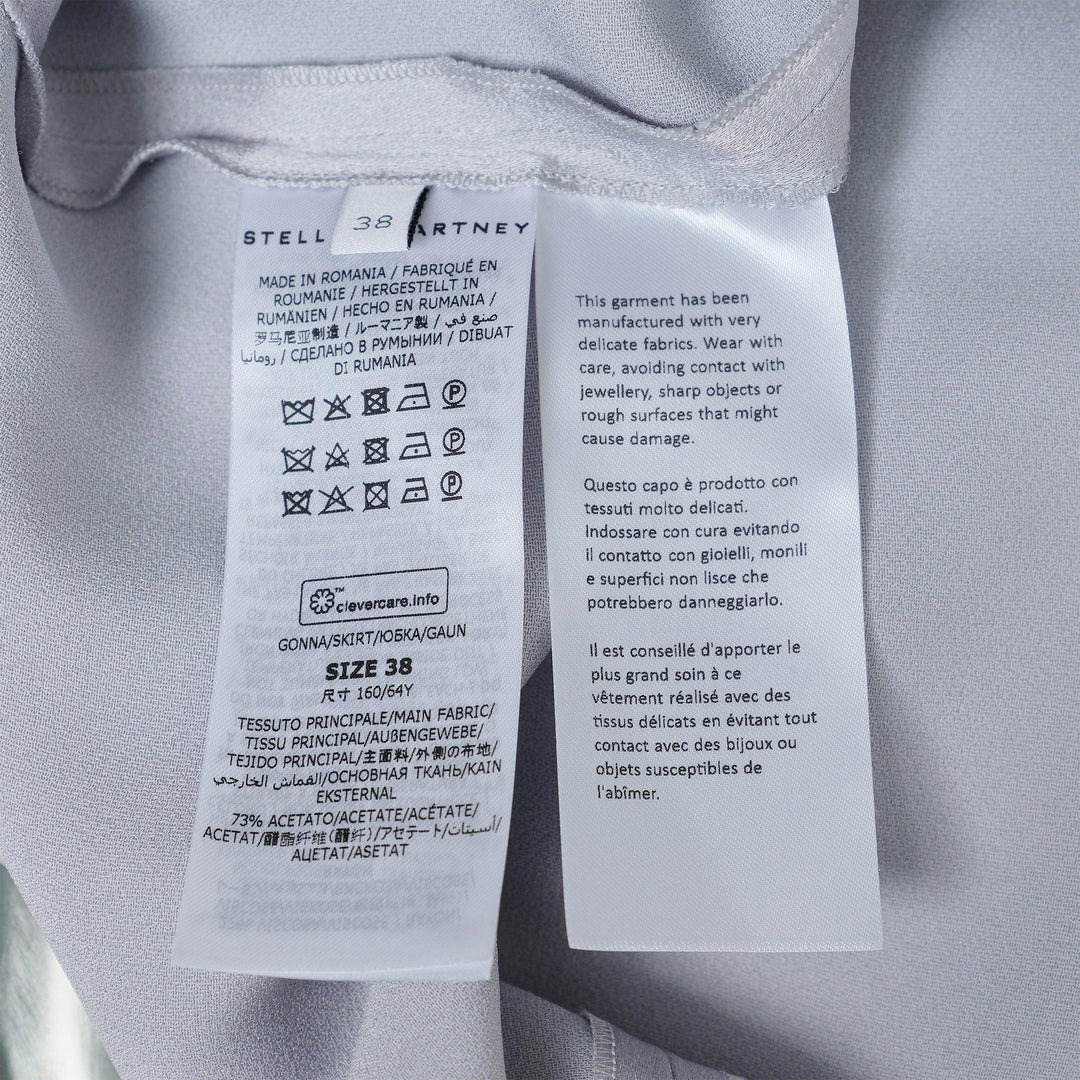 38
STELL ARTNEY
MADE IN ROMANIA / FABRIQUÉ EN
ROUMANIE / HERGESTELLT IN
RUMÄNIEN / HECHO EN RUMANIA /
罗马尼亚制造 / ルーマニア製 / صنع في
رومانيا / СДЕЛАНО В РУМЫНИИ / DIBUAT
DI RUMANIA
P
P
P
™
clevercare.info
GONNA/SKIRT/ЮБКА/GAUN
SIZE 38
尺寸 160/64Y
TESSUTO PRINCIPALE/MAIN FABRIC/
TISSU PRINCIPAL/AUßENGEWEBE/
TEJIDO PRINCIPAL/主面料/外側の布地/
القماش الخارجي/ОСНОВНАЯ ТКАНЬ/KAIN
EKSTERNAL
73% ACETATO/ACETATE/ACÉTATE/
ACETAT/醋酯纤维(醋纤)/アセテート/أسيتات/
АЦЕТАТ/ASETAT
This garment has been
manufactured with very
delicate fabrics. Wear with
care, avoiding contact with
jewellery, sharp objects or
rough surfaces that might
cause damage.
Questo capo è prodotto con
tessuti molto delicati.
Indossare con cura evitando
il contatto con gioielli, monili
e superfici non lisce che
potrebbero danneggiarlo.
Il est conseillé d'apporter le
plus grand soin à ce
vêtement réalisé avec des
tissus délicats en évitant tout
contact avec des bijoux ou
objets susceptibles de
l'abîmer.